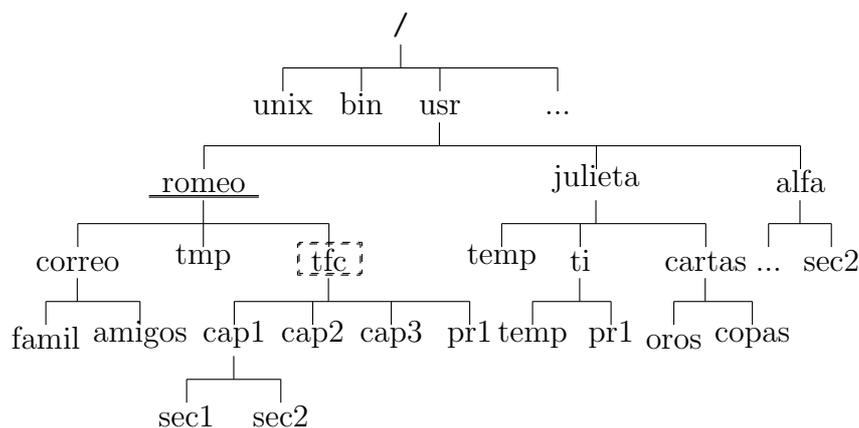 /
unix bin usr ...
romeo julieta alfa
correo tmp tfc temp ti cartas ... sec2
famil amigos cap1 cap2 cap3 pr1 temp pr1 oros copas
sec1 sec2